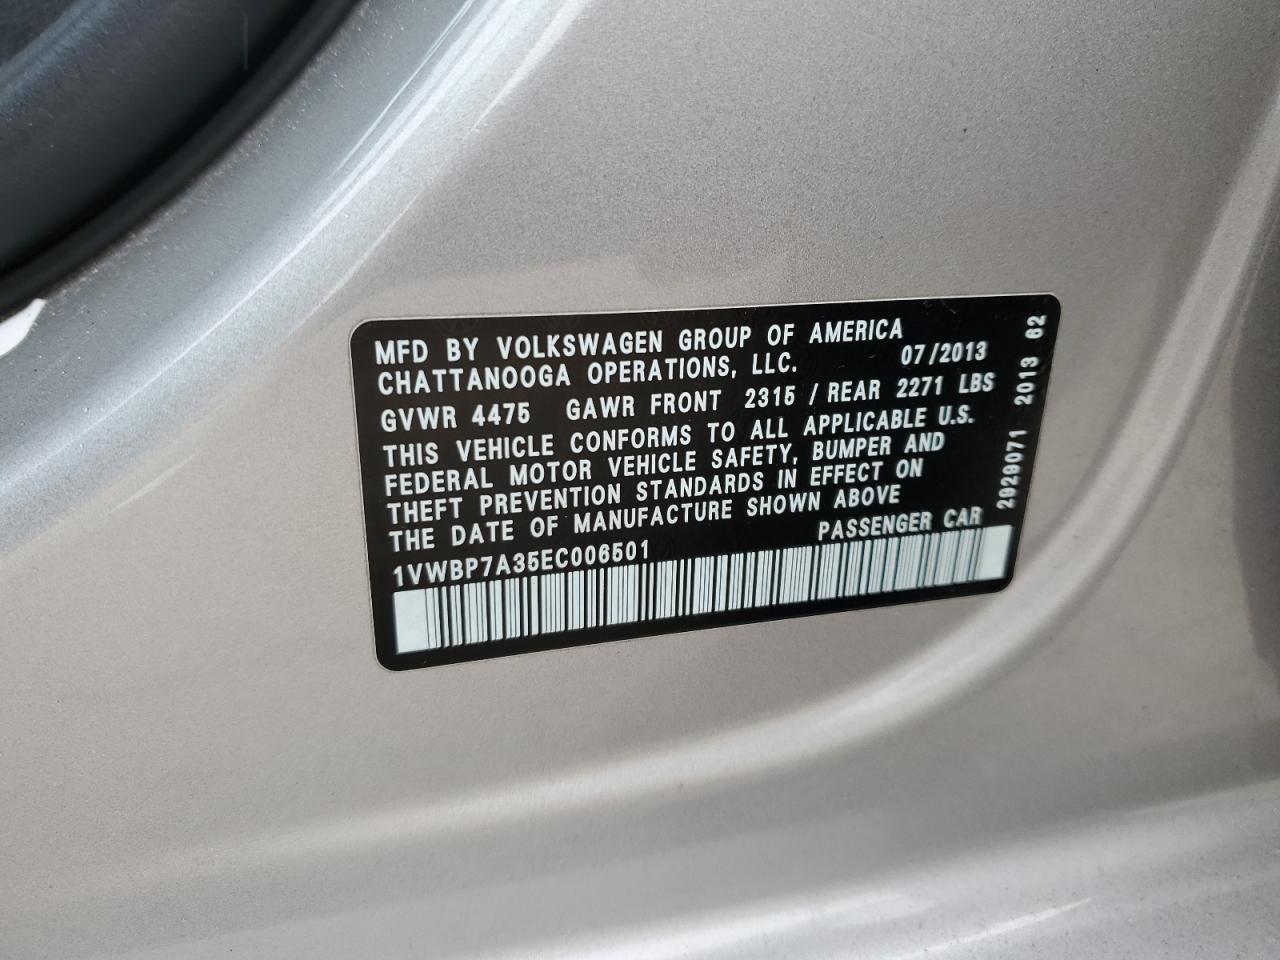 MFD BY VOLKSWAGEN GROUP OF AMERICA
CHATTANOOGA OPERATIONS, LLC. 07/2013
GVWR 4475 GAWR FRONT 2315 / REAR 2271 LBS
THIS VEHICLE CONFORMS TO ALL APPLICABLE U.S.
FEDERAL MOTOR VEHICLE SAFETY, BUMPER AND
THEFT PREVENTION STANDARDS IN EFFECT ON
THE DATE OF MANUFACTURE SHOWN ABOVE
1VWBP7A35EC006501 PASSENGER CAR
2929071 2013 62